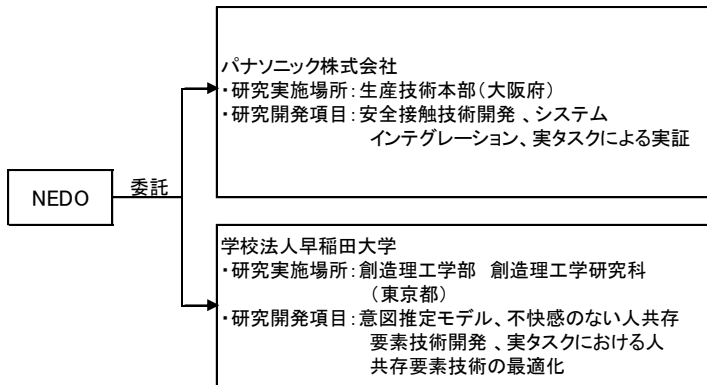 パナソニック株式会社
・研究実施場所：生産技術本部（大阪府）
・研究開発項目：安全接触技術開発 、システム
インテグレーション、実タスクによる実証
NEDO
委託
学校法人早稲田大学
・研究実施場所：創造理工学部　創造理工学研究科
（東京都）
・研究開発項目：意図推定モデル、不快感のない人共存
要素技術開発 、実タスクにおける人
共存要素技術の最適化